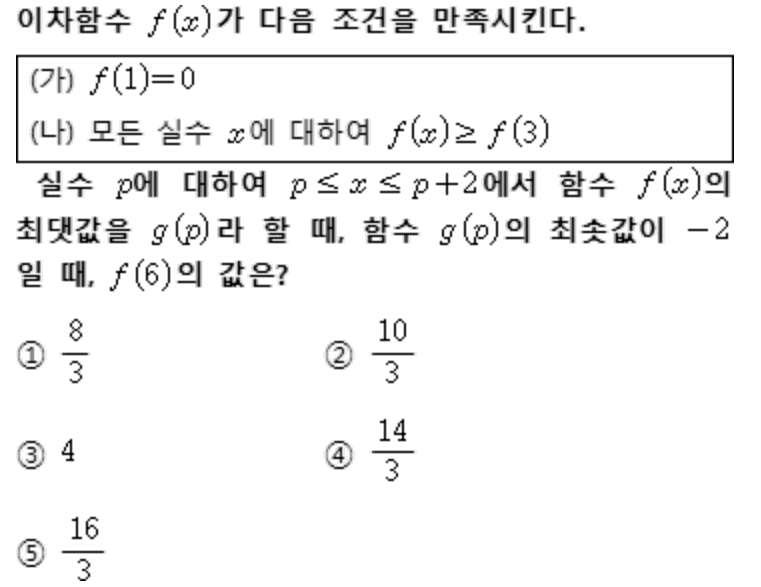 이차함수 f(x)가 다음 조건을 만족시킨다.
(가) f(1)=0
(나) 모든 실수 x에 대하여 f(x)≥f(3)
실수 p에 대하여 p≤x≤p+2에서 함수 f(x)의
최댓값을 g(p)라 할 때, 함수 g(p)의 최솟값이 -2
일 때, f(6)의 값은?
① 8/3 ② 10/3
③ 4 ④ 14/3
⑤ 16/3